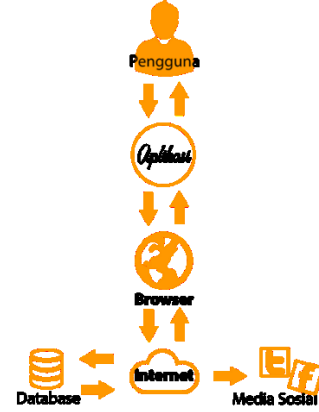 Pengguna
Aplikasi
Browser
Internet
Database
Media Sosial